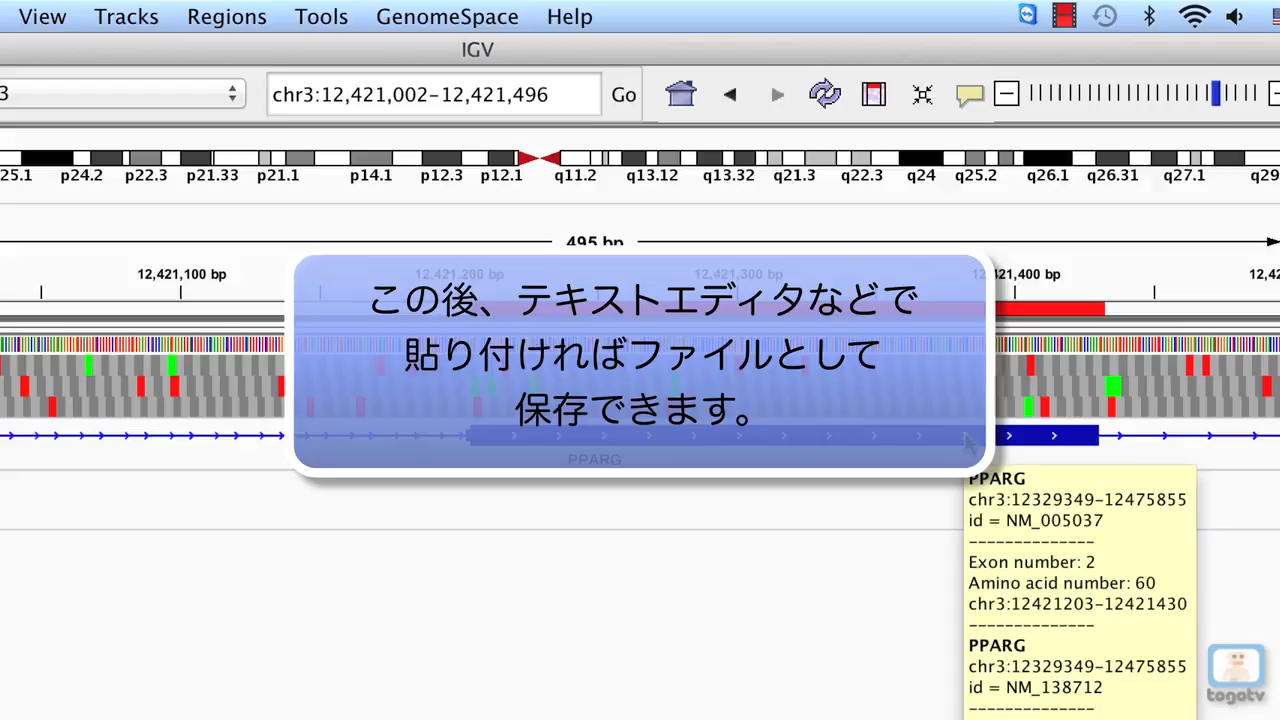 View Tracks Regions Tools GenomeSpace Help
IGV
3 chr3:12,421,002-12,421,496 Go
25.1 p24.2 p22.3 p21.33 p21.1 p14.1 p12.3 p12.1 q11.2 q13.12 q13.32 q21.3 q22.3 q24 q25.2 q26.1 q26.31 q27.1 q29
495 bp
12,421,100 bp 12,421,200 bp 12,421,300 bp 12,421,400 bp 12,42
この後、テキストエディタなどで
貼り付ければファイルとして
保存できます。
PPARG
PPARG
chr3:12329349-12475855
id = NM_005037
--------------
Exon number: 2
Amino acid number: 60
chr3:12421203-12421430
--------------
PPARG
chr3:12329349-12475855
id = NM_138712
--------------
togotv